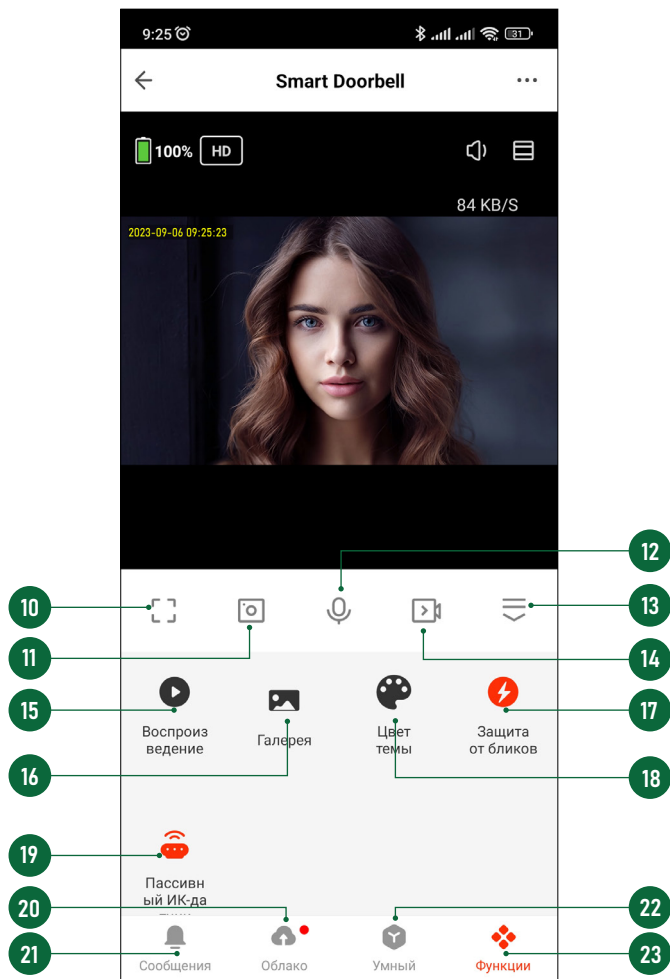 9:25
31
Smart Doorbell
100% HD
84 KB/S
2023-09-06 09:25:23
12
10
13
11
14
15
Воспроиз
ведение
Галерея
Цвет
темы
Защита
от бликов
17
16
18
19
Пассивн
ый ИК-да
20
22
21
Сообщения
Облако
Умный
Функции
23